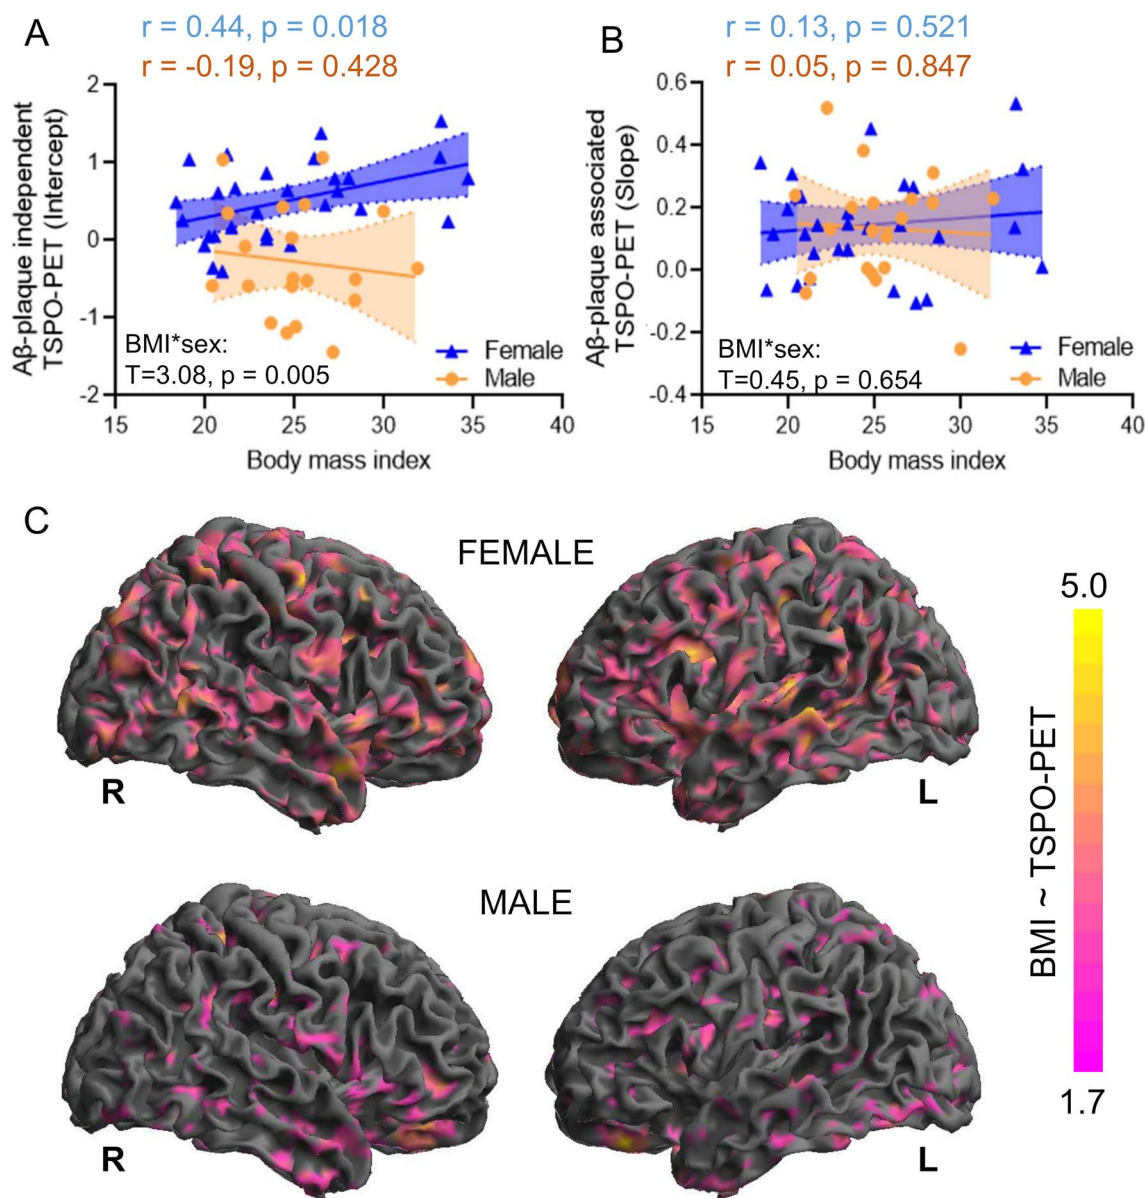 A
r = 0.44, p = 0.018
r = -0.19, p = 0.428
Aβ-plaque independent
TSPO-PET (Intercept)
2
1
0
-1
-2
BMI*sex:
T=3.08, p = 0.005
Female
Male
15
20
25
30
35
40
Body mass index
B
r = 0.13, p = 0.521
r = 0.05, p = 0.847
Aβ-plaque associated
TSPO-PET (Slope)
0.6
0.4
0.2
0.0
-0.2
-0.4
BMI*sex:
T=0.45, p = 0.654
Female
Male
15
20
25
30
35
40
Body mass index
C
FEMALE
R
L
MALE
R
L
5.0
BMI ~ TSPO-PET
1.7